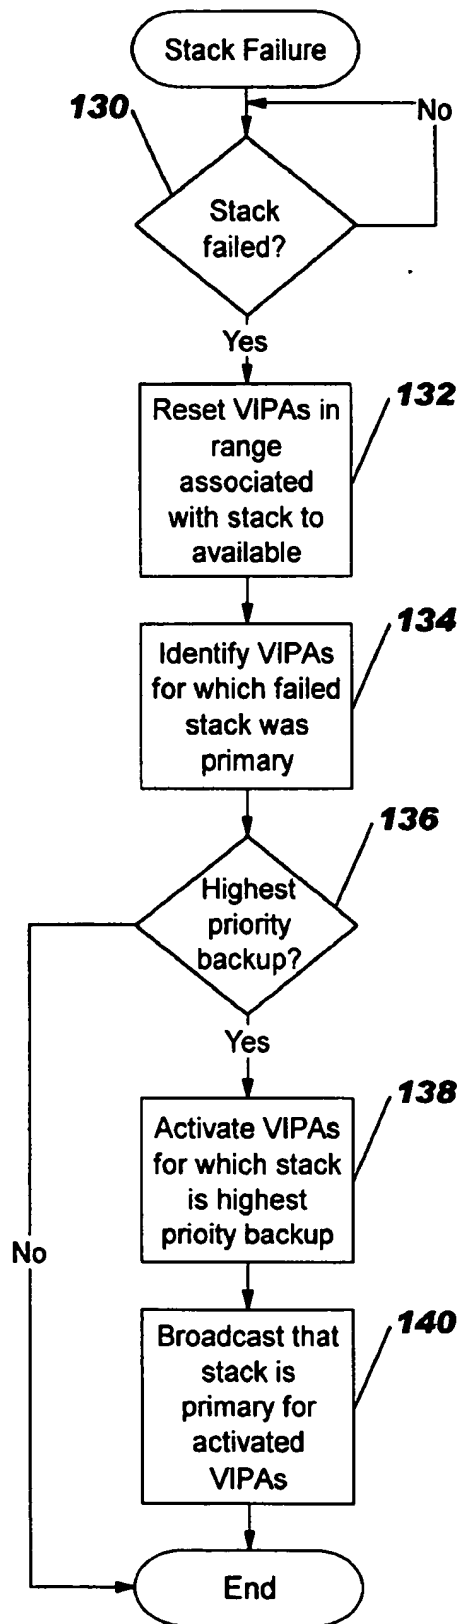 Stack Failure
No
130
Stack
failed?
Yes
132
Reset VIPAs in
range
associated
with stack to
available
134
Identify VIPAs
for which failed
stack was
primary
136
Highest
priority
backup?
Yes
138
Activate VIPAs
for which stack
is highest
prioity backup
No
140
Broadcast that
stack is
primary for
activated
VIPAs
End